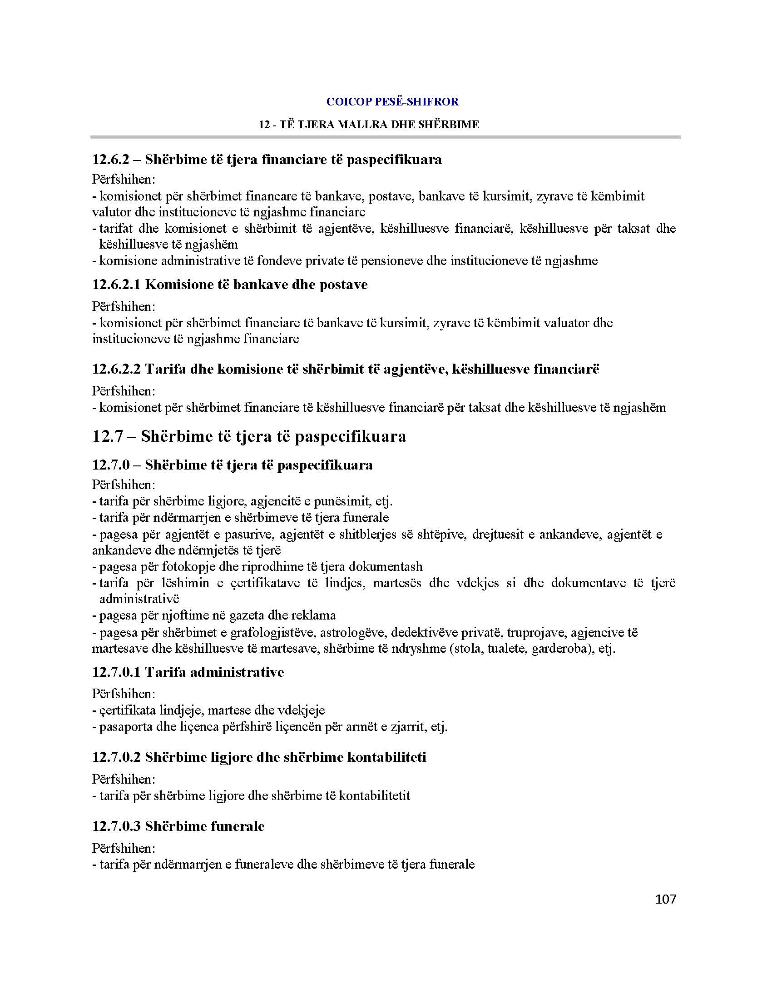 COICOP PESË-SHIFROR
12 - TË TJERA MALLRA DHE SHËRBIME
12.6.2 – Shërbime të tjera financiare të paspecifikuara
Përfshihen:
- komisionet për shërbimet financare të bankave, postave, bankave të kursimit, zyrave të këmbimit
valutor dhe institucioneve të ngjashme financiare
- tarifat dhe komisionet e shërbimit të agjentëve, këshilluesve financiarë, këshilluesve për taksat dhe
këshilluesve të ngjashëm
- komisione administrative të fondeve private të pensioneve dhe institucioneve të ngjashme
12.6.2.1 Komisione të bankave dhe postave
Përfshihen:
- komisionet për shërbimet financiare të bankave të kursimit, zyrave të këmbimit valuator dhe
institucioneve të ngjashme financiare
12.6.2.2 Tarifa dhe komisione të shërbimit të agjentëve, këshilluesve financiarë
Përfshihen:
- komisionet për shërbimet financiare të këshilluesve financiarë për taksat dhe këshilluesve të ngjashëm
12.7 – Shërbime të tjera të paspecifikuara
12.7.0 – Shërbime të tjera të paspecifikuara
Përfshihen:
- tarifa për shërbime ligjore, agjencitë e punësimit, etj.
- tarifa për ndërmarrjen e shërbimeve të tjera funerale
- pagesa për agjentët e pasurive, agjentët e shitblerjes së shtëpive, drejtuesit e ankandeve, agjentët e
ankandeve dhe ndërmjetës të tjerë
- pagesa për fotokopje dhe riprodhime të tjera dokumentash
- tarifa për lëshimin e çertifikatave të lindjes, martesës dhe vdekjes si dhe dokumentave të tjerë
administrativë
- pagesa për njoftime në gazeta dhe reklama
- pagesa për shërbimet e grafologjistëve, astrologëve, dedektivëve privatë, truprojave, agjencive të
martesave dhe këshilluesve të martesave, shërbime të ndryshme (stola, tualete, garderoba), etj.
12.7.0.1 Tarifa administrative
Përfshihen:
- çertifikata lindjeje, martese dhe vdekjeje
- pasaporta dhe liçenca përfshirë liçencën për armët e zjarrit, etj.
12.7.0.2 Shërbime ligjore dhe shërbime kontabiliteti
Përfshihen:
- tarifa për shërbime ligjore dhe shërbime të kontabilitetit
12.7.0.3 Shërbime funerale
Përfshihen:
- tarifa për ndërmarrjen e funeraleve dhe shërbimeve të tjera funerale
107